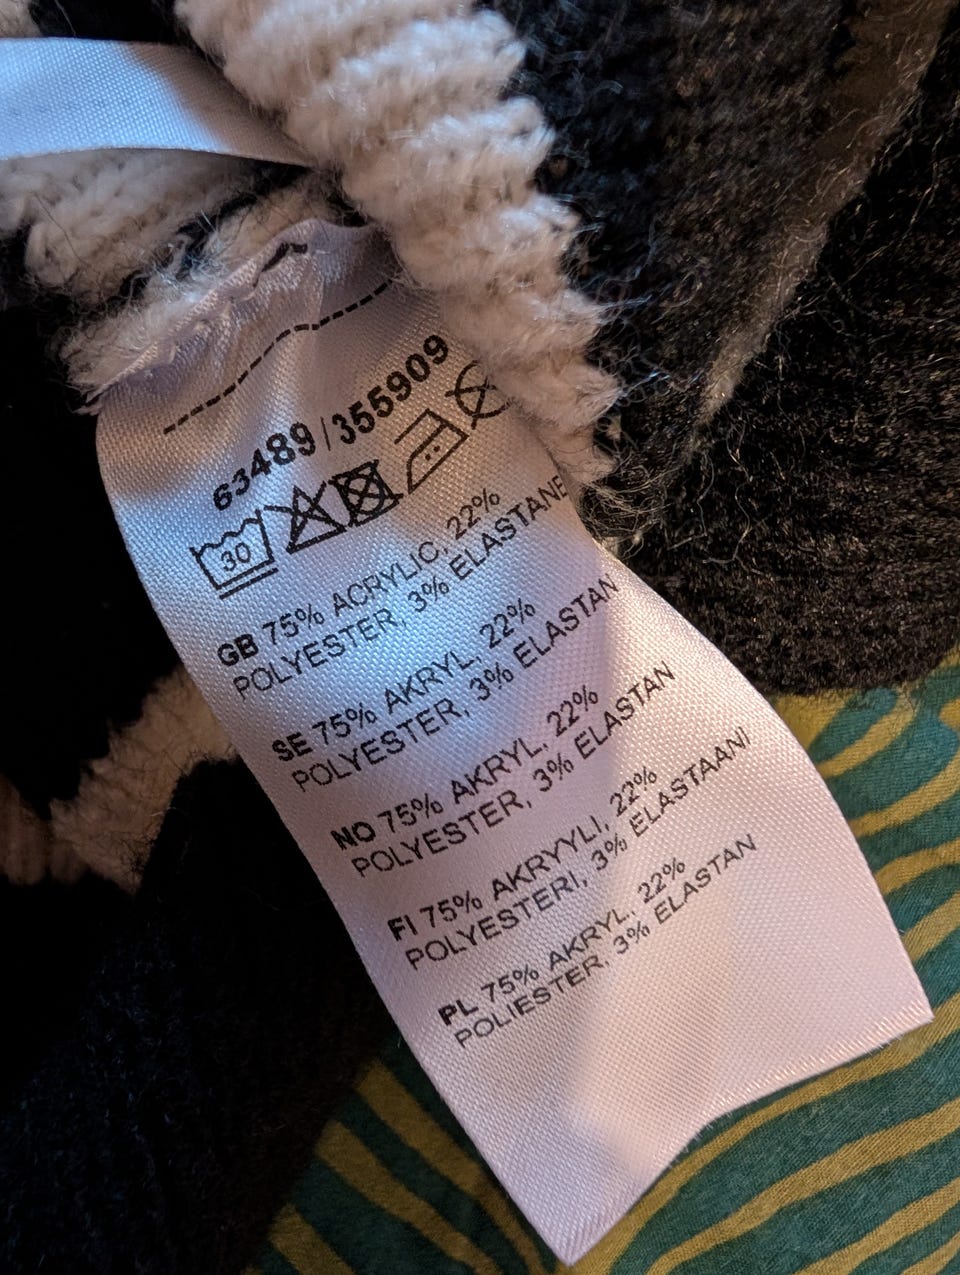 63489/355909
30
GB 75% ACRYLIC, 22%
POLYESTER, 3% ELASTANE
SE 75% AKRYL, 22%
POLYESTER, 3% ELASTAN
NO 75% AKRYL, 22%
POLYESTER, 3% ELASTAN
FI 75% AKRYYLI, 22%
POLYESTERI, 3% ELASTAANI
PL 75% AKRYL, 22%
POLIESTER, 3% ELASTAN